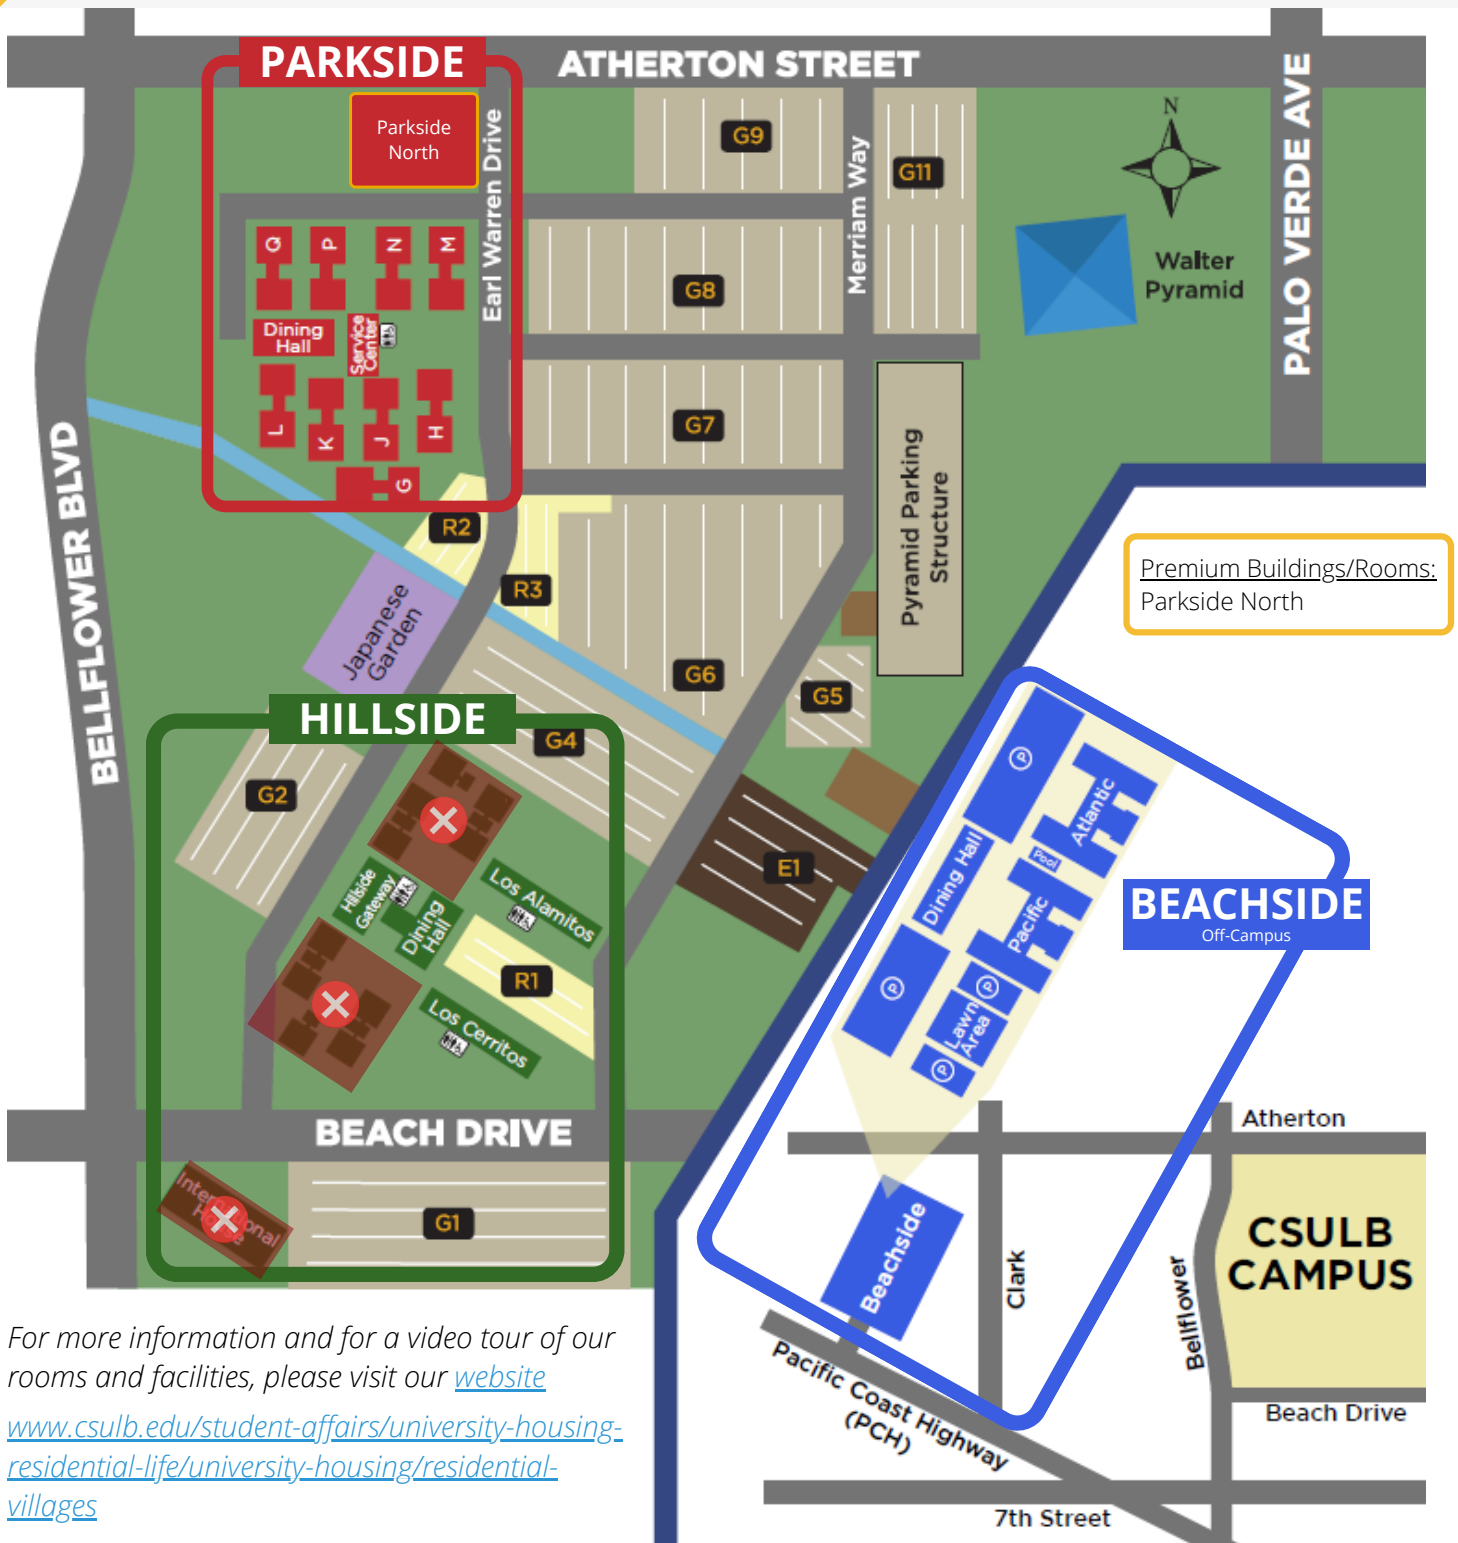 PARKSIDE
ATHERTON STREET
PALO VERDE AVE
BELLFLOWER BLVD
Parkside
North
Earl Warren Drive
Merriam Way
G9
G11
N
Walter
Pyramid
Q
P
N
M
Dining
Hall
Service
Center
L
K
J
H
G
G8
G7
Pyramid Parking
Structure
R2
R3
Japanese
Garden
G6
G5
Premium Buildings/Rooms:
Parkside North
HILLSIDE
G4
G2
E1
Hillside
Gateway
Dining
Hall
Los Alamitos
R1
Los Cerritos
BEACH DRIVE
International
House
G1
P
Atlantic
Dining Hall
Pool
Pacific
P
P
Lawn
Area
P
BEACHSIDE
Off-Campus
Atherton
Beachside
Clark
Bellflower
CSULB
CAMPUS
Pacific Coast Highway
(PCH)
Beach Drive
7th Street
For more information and for a video tour of our
rooms and facilities, please visit our website
www.csulb.edu/student-affairs/university-housing-
residential-life/university-housing/residential-
villages